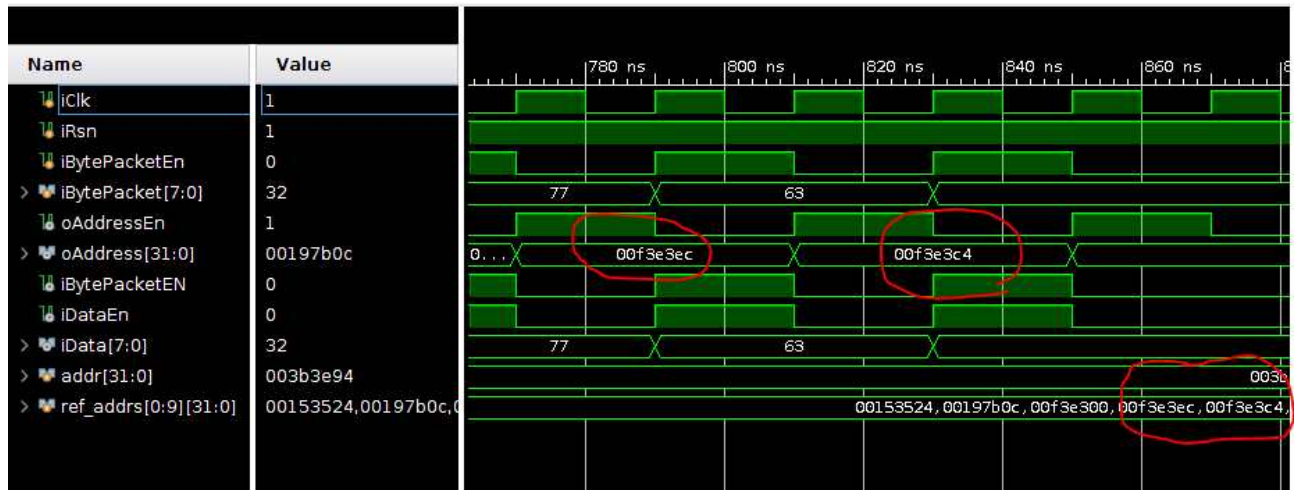 Name Value 780 ns 800 ns 820 ns 840 ns 860 ns 8
iClk 1
iRsn 1
iBytePacketEn 0
iBytePacket[7:0] 32 77 63
oAddressEn 1
oAddress[31:0] 00197b0c 0... 00f3e3ec 00f3e3c4
iBytePacketEN 0
iDataEn 0
iData[7:0] 32 77 63
addr[31:0] 003b3e94 003b
ref_addrs[0:9][31:0] 00153524,00197b0c,0 00153524,00197b0c,00f3e300,00f3e3ec,00f3e3c4,